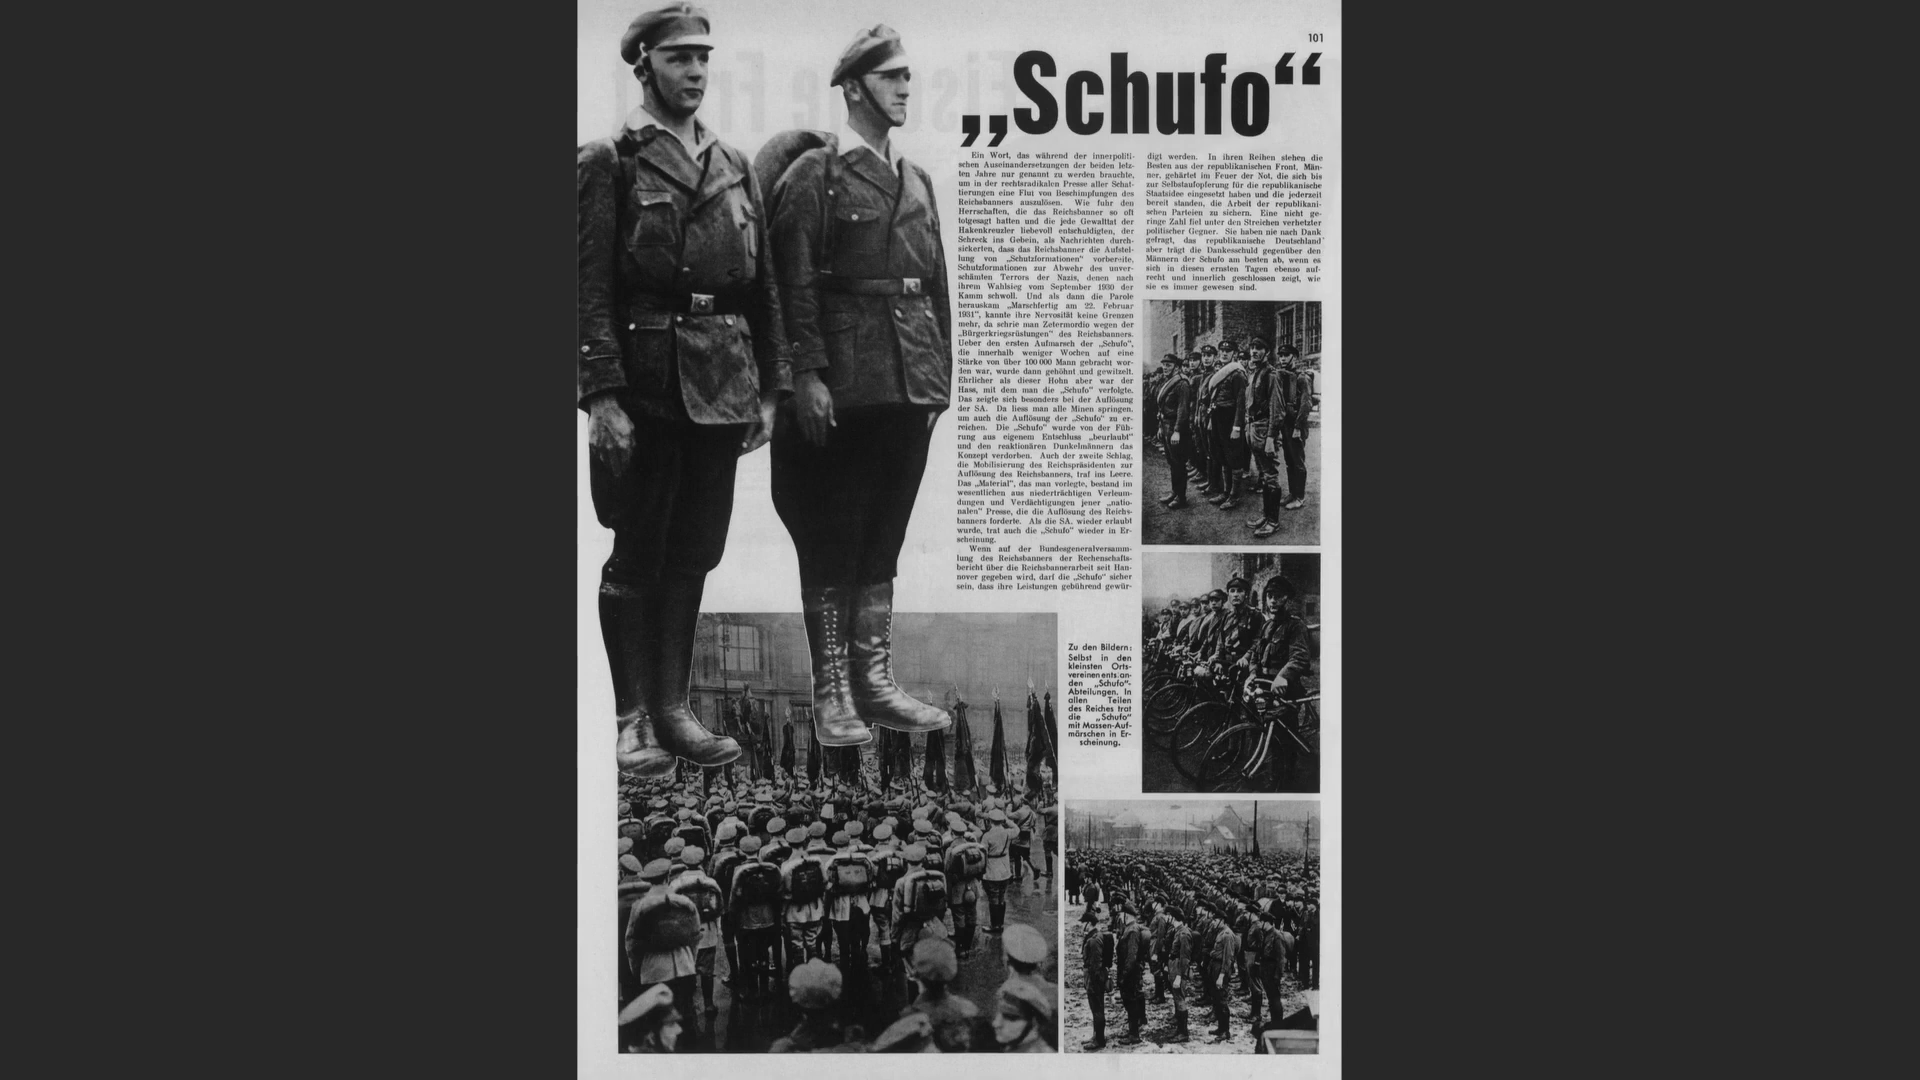 101
„Schufo“
Ein Wort, das während der innerpoliti-
schen Auseinandersetzungen der beiden letz-
ten Jahre nur genannt zu werden brauchte,
um in der rechtsradikalen Presse aller Schat-
tierungen eine Flut von Beschimpfungen des
Reichsbanners auszulösen. Wie fuhr den
Herrschaften, die das Reichsbanner so oft
totgesagt hatten und die jede Gewalttat der
Hakenkreuzler liebevoll entschuldigten, der
Schreck ins Gebein, als Nachrichten durch-
sickerten, dass das Reichsbanner die Aufstel-
lung von „Schutzformationen“ vorbereite,
Schutzformationen zur Abwehr des unver-
schämten Terrors der Nazis, denen nach
ihrem Wahlsieg vom September 1930 der
Kamm schwoll. Und als dann die Parole
herauskam „Marschfertig am 22. Februar
1931“, kannte ihre Nervosität keine Grenzen
mehr, da schrie man Zetermordio wegen der
„Bürgerkriegsrüstungen“ des Reichsbanners.
Ueber den ersten Aufmarsch der „Schufo“,
die innerhalb weniger Wochen auf eine
Stärke von über 100 000 Mann gebracht wor-
den war, wurde dann gehöhnt und gewitzelt.
Ehrlicher als dieser Hohn aber war der
Hass, mit dem man die „Schufo“ verfolgte.
Das zeigte sich besonders bei der Auflösung
der SA. Da liess man alle Minen springen,
um auch die Auflösung der „Schufo“ zu er-
reichen. Die „Schufo“ wurde von der Füh-
rung aus eigenem Entschluss „beurlaubt“
und den reaktionären Dunkelmännern das
Konzept verdorben. Auch der zweite Schlag,
die Mobilisierung des Reichspräsidenten zur
Auflösung des Reichsbanners, traf ins Leere.
Das „Material“, das man vorlegte, bestand im
wesentlichen aus niederträchtigen Verleum-
dungen und Verdächtigungen jener „natio-
nalen“ Presse, die die Auflösung des Reichs-
banners forderte. Als die SA. wieder erlaubt
wurde, trat auch die „Schufo“ wieder in Er-
scheinung.
Wenn auf der Bundesgeneralversamm-
lung des Reichsbanners der Rechenschafts-
bericht über die Reichsbannerarbeit seit Han-
nover gegeben wird, darf die „Schufo“ sicher
sein, dass ihre Leistungen gebührend gewür-
digt werden. In ihren Reihen stehen die
Besten aus der republikanischen Front, Män-
ner, gehärtet im Feuer der Not, die sich bis
zur Selbstaufopferung für die republikanische
Staatsidee eingesetzt haben und die jederzeit
bereit standen, die Arbeit der republikani-
schen Parteien zu sichern. Eine nicht ge-
ringe Zahl fiel unter den Streichen verhetzter
politischer Gegner. Sie haben nie nach Dank
gefragt, das republikanische Deutschland
aber trägt die Dankesschuld gegenüber den
Männern der Schufo am besten ab, wenn es
sich in diesen ernsten Tagen ebenso auf-
recht und innerlich geschlossen zeigt, wie
sie es immer gewesen sind.
Zu den Bildern:
Selbst in den
kleinsten Orts-
vereinen entstan-
den „Schufo“-
Abteilungen. In
allen Teilen
des Reiches trat
die „Schufo“
mit Massen-Auf-
märschen in Er-
scheinung.